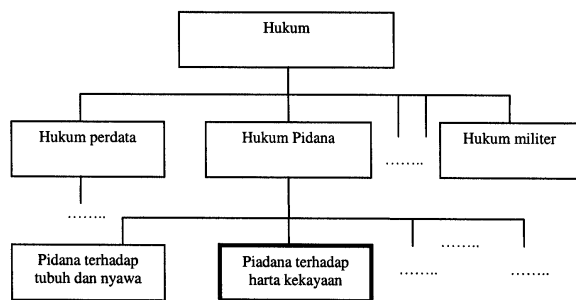 Hukum
Hukum perdata
Hukum Pidana
........
Hukum militer
........
Pidana terhadap
tubuh dan nyawa
Piadana terhadap
harta kekayaan
........
........
........